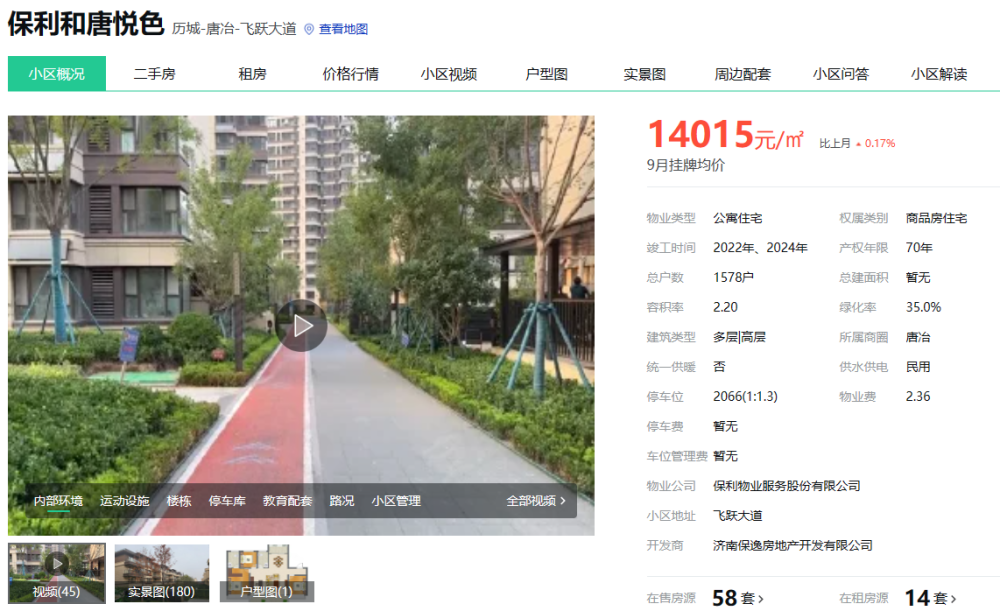 保利和唐悦色 历城-唐冶-飞跃大道 查看地图
小区概况 二手房 租房 价格行情 小区视频 户型图 实景图 周边配套 小区问答 小区解读
14015元/㎡ 比上月 0.17%
9月挂牌均价
物业类型 公寓住宅 权属类别 商品房住宅
竣工时间 2022年、2024年 产权年限 70年
总户数 1578户 总建面积 暂无
容积率 2.20 绿化率 35.0%
建筑类型 多层|高层 所属商圈 唐冶
统一供暖 否 供水供电 民用
停车位 2066(1:1.3) 物业费 2.36
停车费 暂无
车位管理费 暂无
物业公司 保利物业服务股份有限公司
小区地址 飞跃大道
开发商 济南保逸房地产开发有限公司
在售房源 58套 在租房源 14套
内部环境 运动设施 楼栋 停车库 教育配套 路况 小区管理 全部视频
视频(45) 实景图(180) 户型图(1)